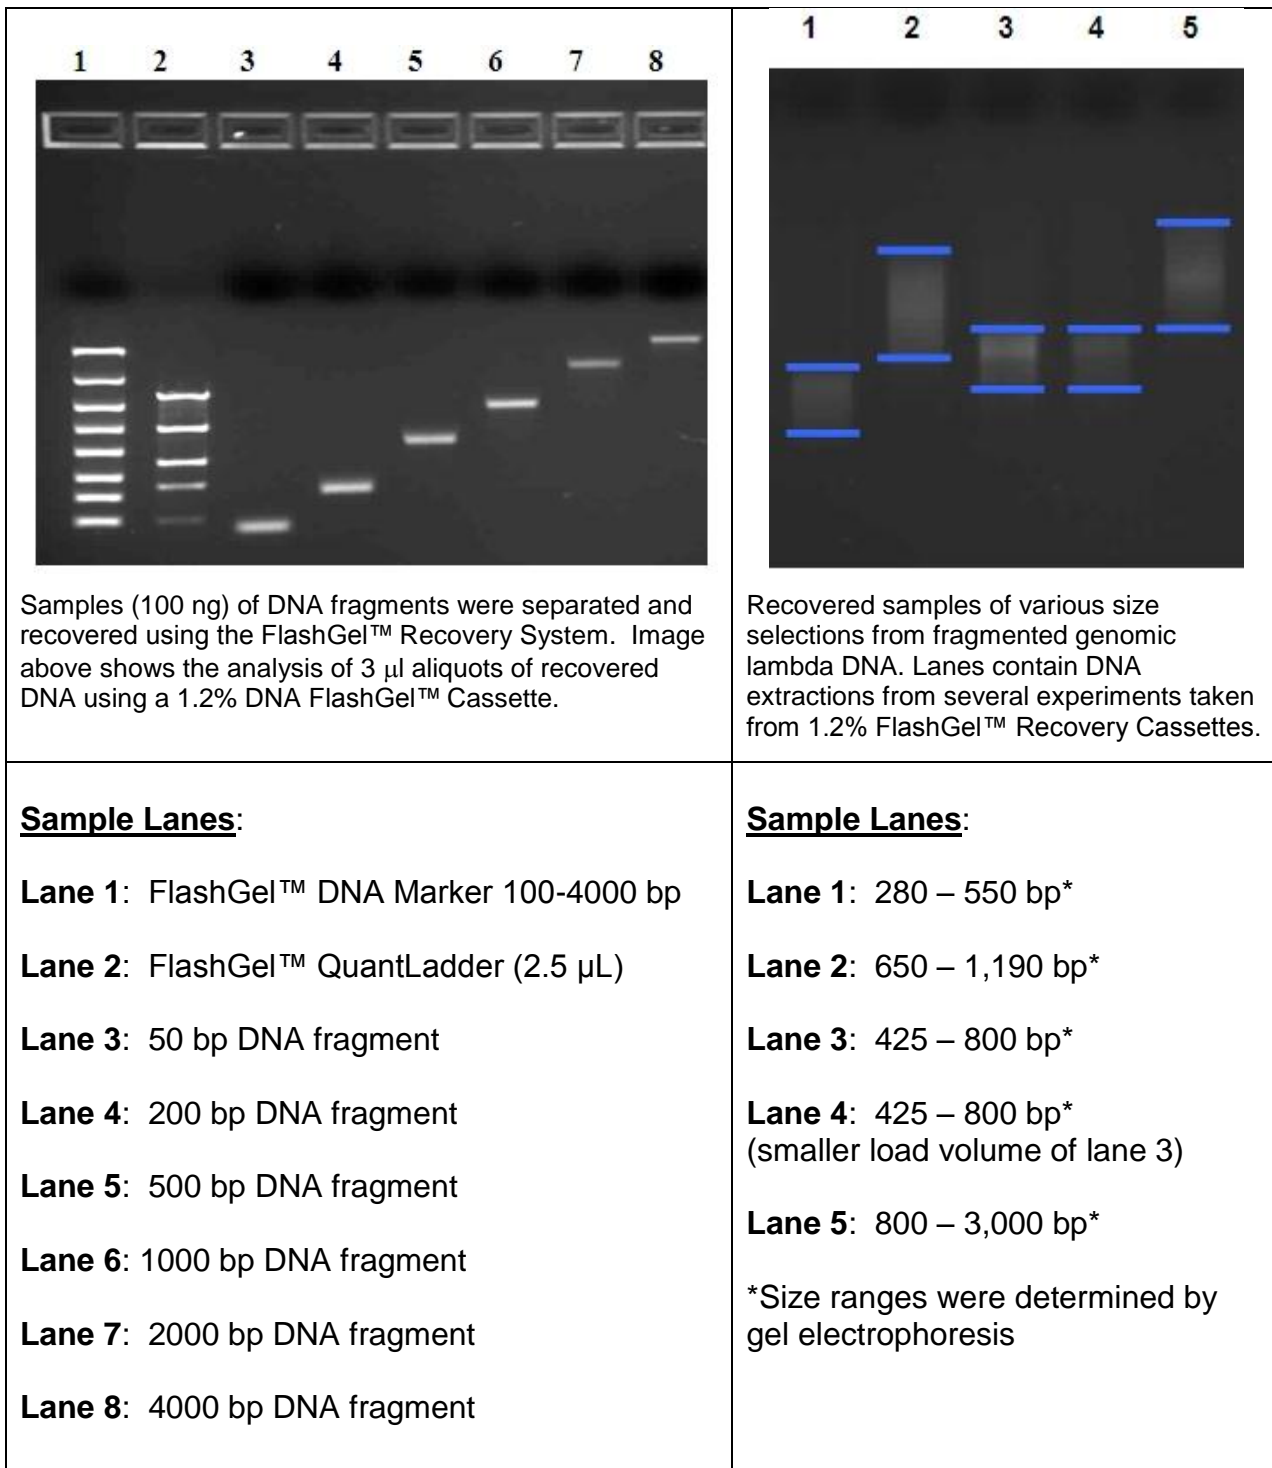 1 2 3 4 5 6 7 8
Samples (100 ng) of DNA fragments were separated and
recovered using the FlashGel™ Recovery System.  Image
above shows the analysis of 3 μl aliquots of recovered
DNA using a 1.2% DNA FlashGel™ Cassette.
1 2 3 4 5
Recovered samples of various size
selections from fragmented genomic
lambda DNA. Lanes contain DNA
extractions from several experiments taken
from 1.2% FlashGel™ Recovery Cassettes.
Sample Lanes:
Lane 1:  FlashGel™ DNA Marker 100-4000 bp
Lane 2:  FlashGel™ QuantLadder (2.5 µL)
Lane 3:  50 bp DNA fragment
Lane 4:  200 bp DNA fragment
Lane 5:  500 bp DNA fragment
Lane 6: 1000 bp DNA fragment
Lane 7:  2000 bp DNA fragment
Lane 8:  4000 bp DNA fragment
Sample Lanes:
Lane 1:  280 – 550 bp*
Lane 2:  650 – 1,190 bp*
Lane 3:  425 – 800 bp*
Lane 4:  425 – 800 bp*
(smaller load volume of lane 3)
Lane 5:  800 – 3,000 bp*
*Size ranges were determined by
gel electrophoresis